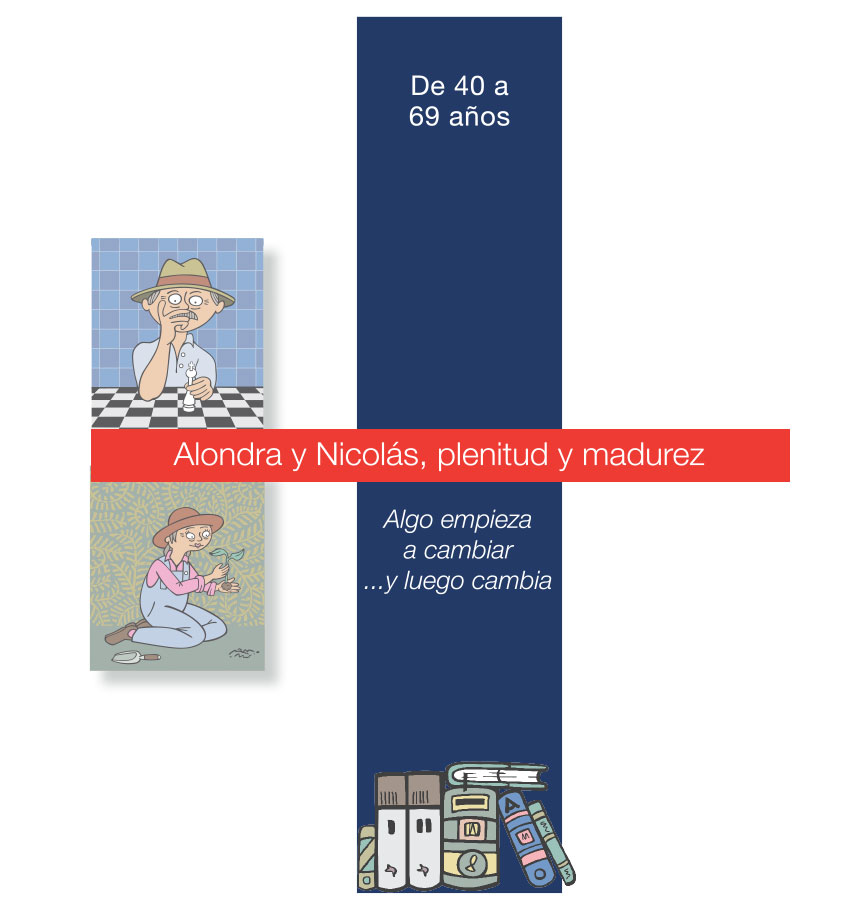 De 40 a
69 años
Alondra y Nicolás, plenitud y madurez
Algo empieza
a cambiar
...y luego cambia